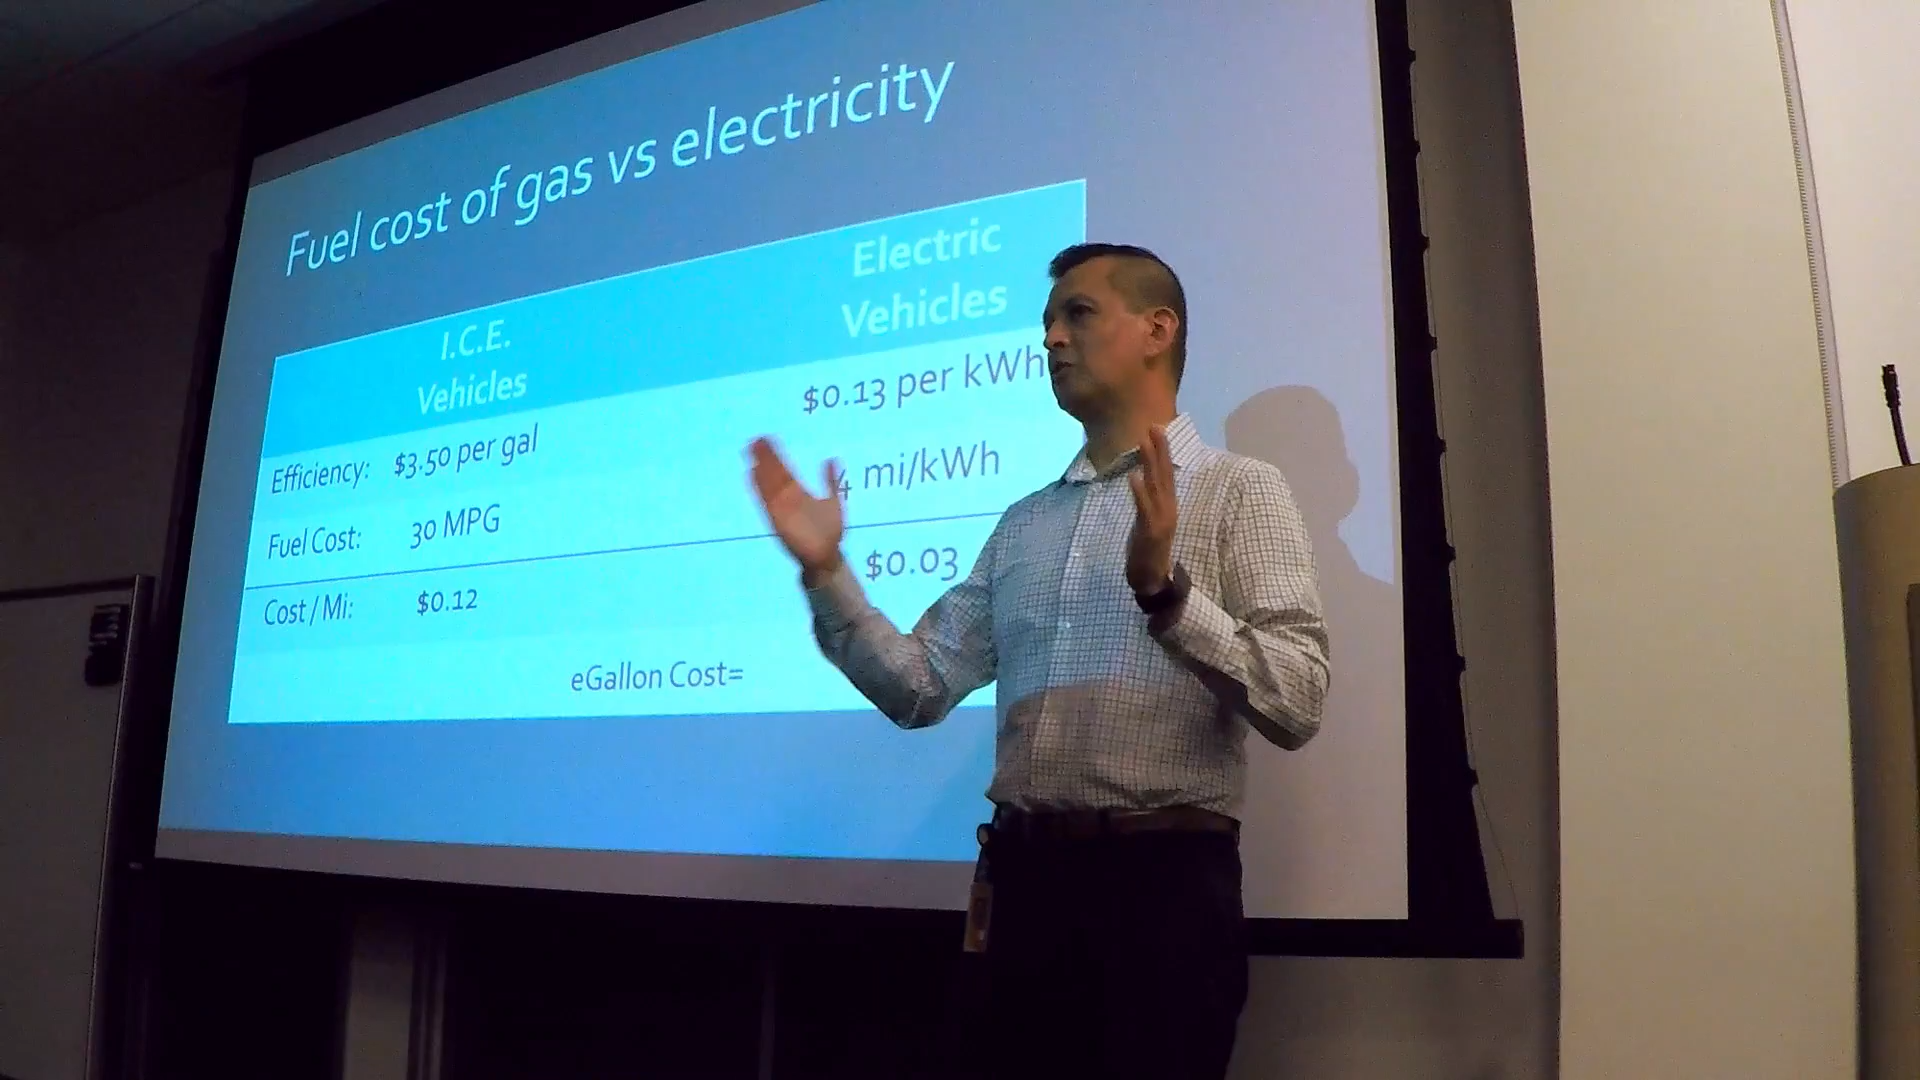 Fuel cost of gas vs electricity
I.C.E.
Vehicles
Electric
Vehicles
Efficiency: $3.50 per gal $0.13 per kWh
Fuel Cost: 30 MPG 4 mi/kWh
Cost / Mi: $0.12 $0.03
eGallon Cost=